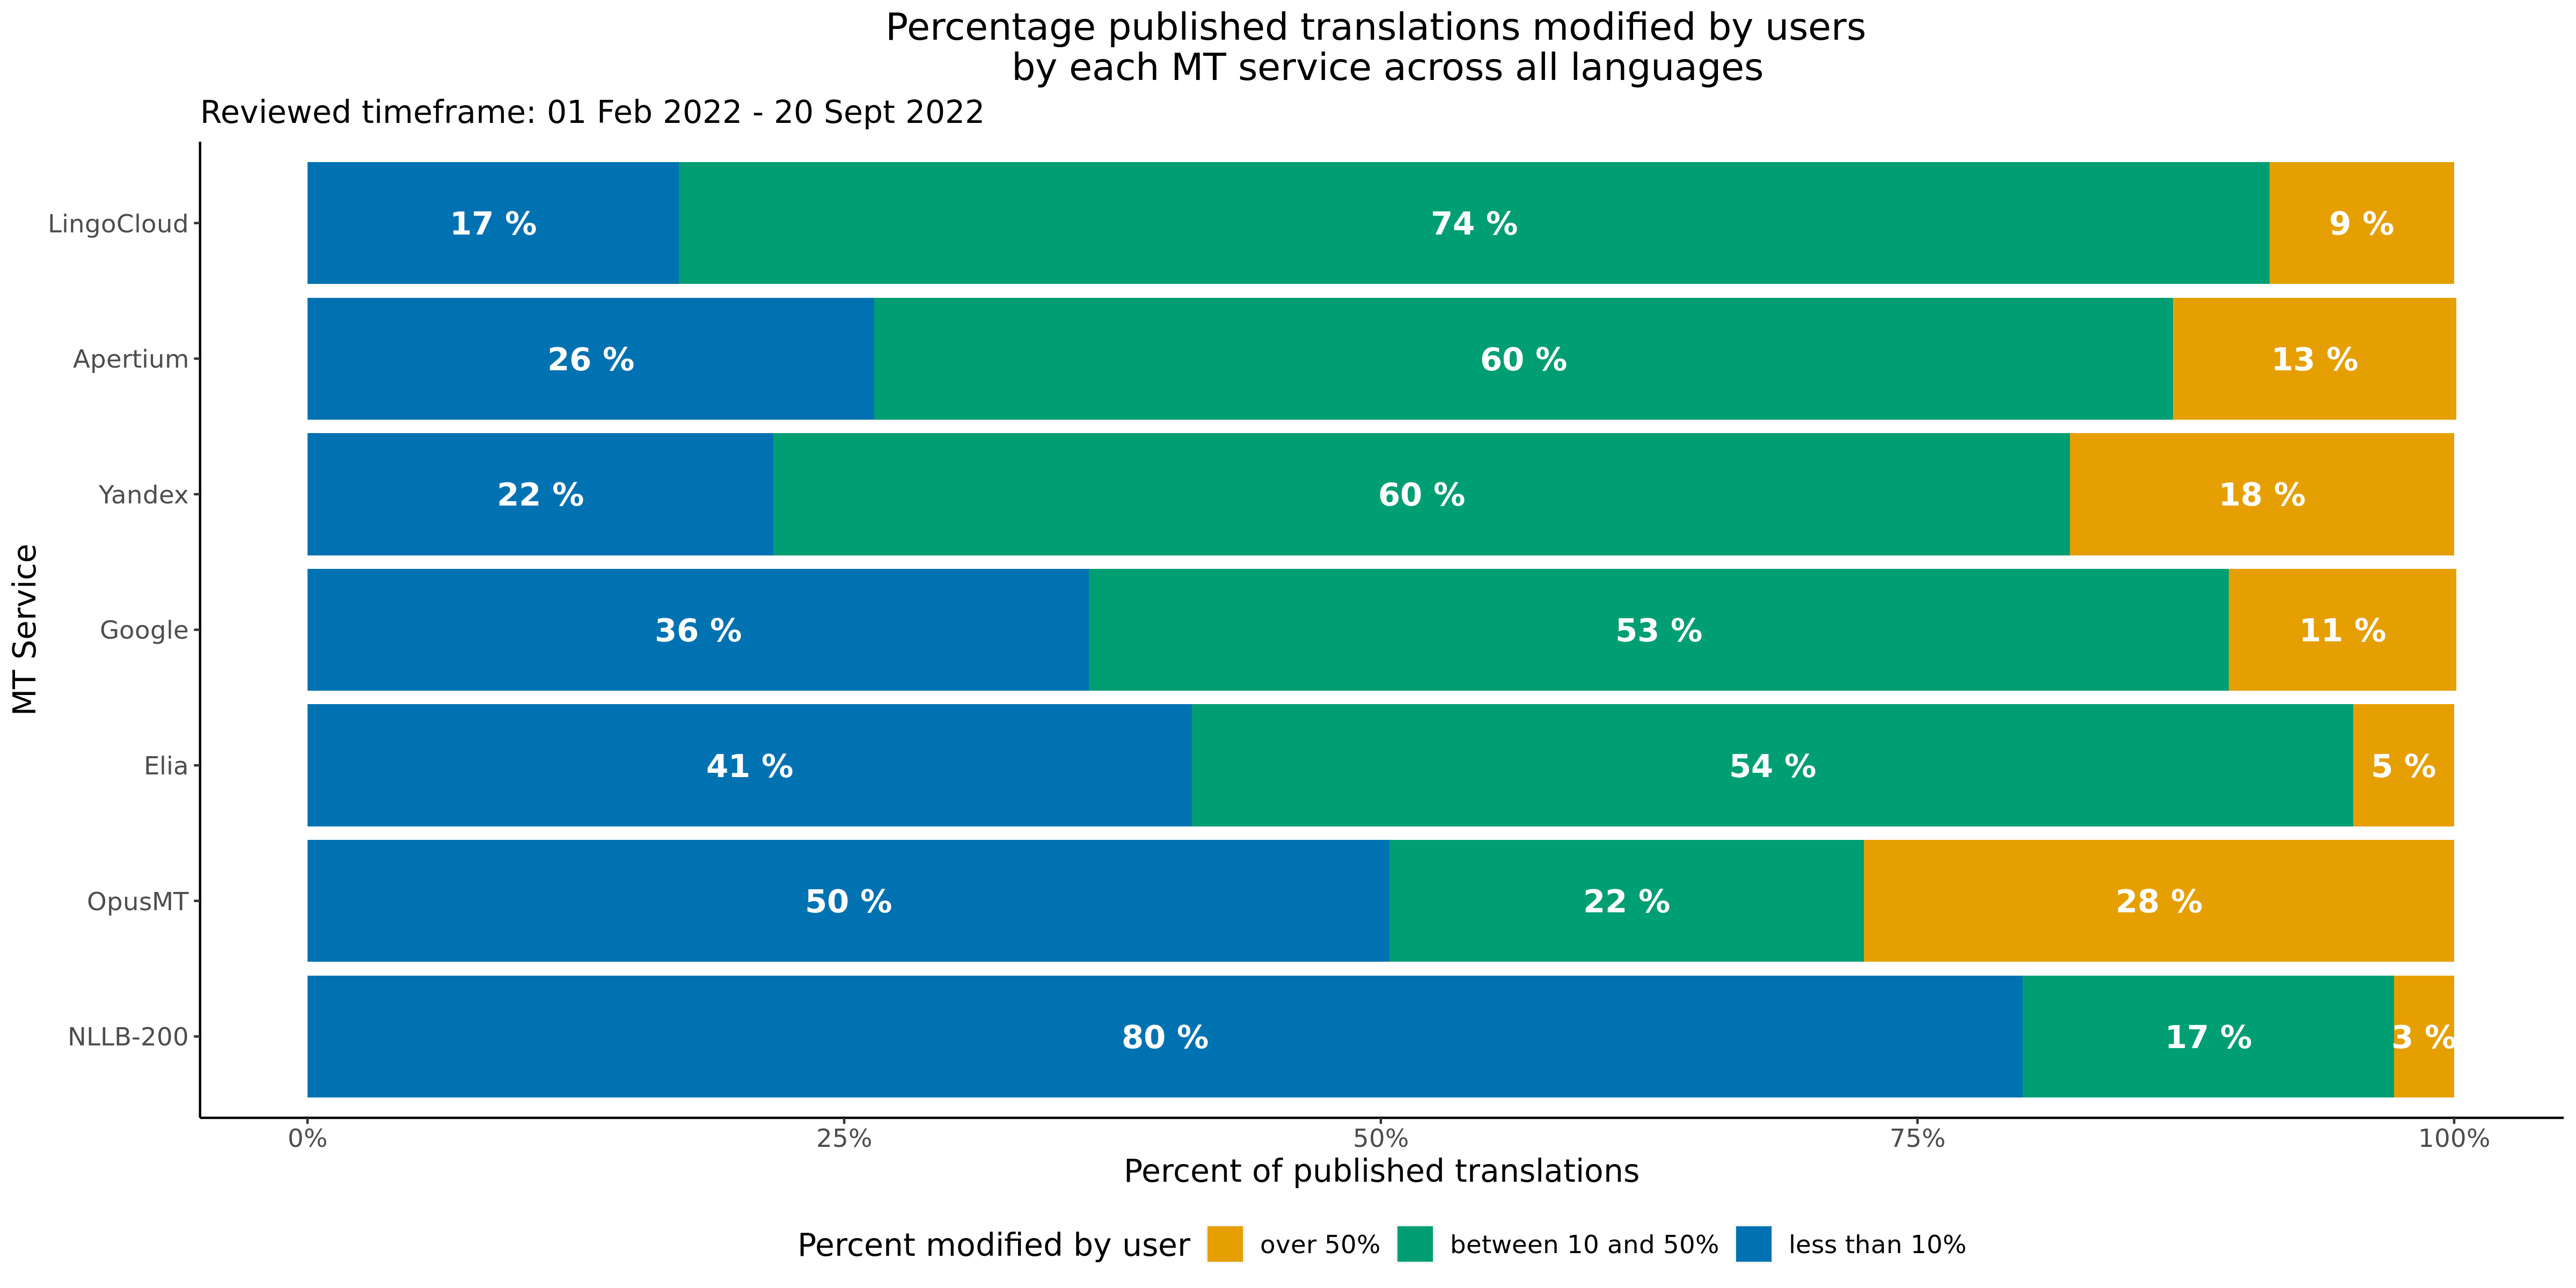 Percentage published translations modified by users
by each MT service across all languages
Reviewed timeframe: 01 Feb 2022 - 20 Sept 2022
MT Service
LingoCloud
17 %
74 %
9 %
Apertium
26 %
60 %
13 %
Yandex
22 %
60 %
18 %
Google
36 %
53 %
11 %
Elia
41 %
54 %
5 %
OpusMT
50 %
22 %
28 %
NLLB-200
80 %
17 %
3 %
0%
25%
50%
75%
100%
Percent of published translations
Percent modified by user
over 50%
between 10 and 50%
less than 10%